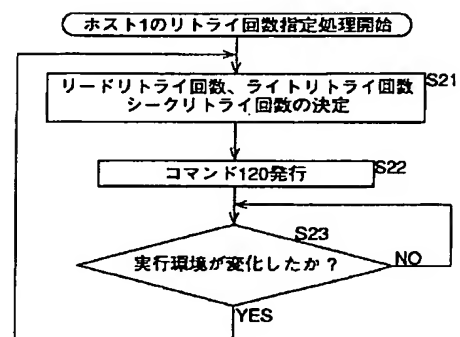 ホスト1のリトライ回数指定処理開始
S21
リードリトライ回数、ライトリトライ回数
シークリトライ回数の決定
S22
コマンド120発行
S23
実行環境が変化したか?
NO
YES